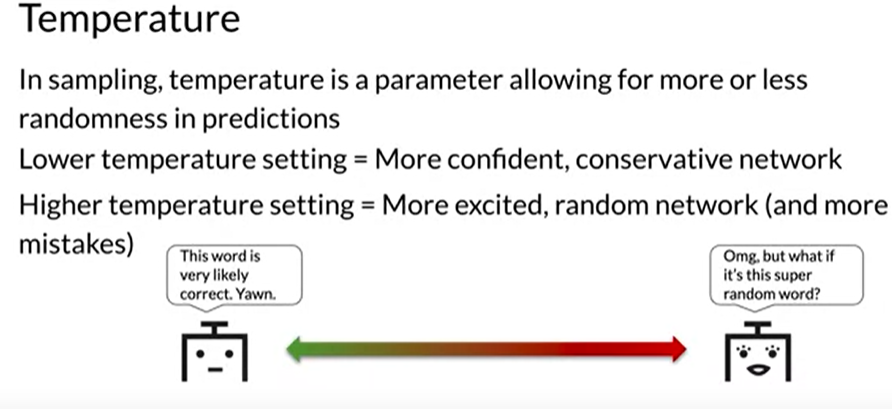 Temperature
In sampling, temperature is a parameter allowing for more or less
randomness in predictions
Lower temperature setting = More confident, conservative network
Higher temperature setting = More excited, random network (and more
mistakes)
This word is
very likely
correct. Yawn.
Omg, but what if
it's this super
random word?